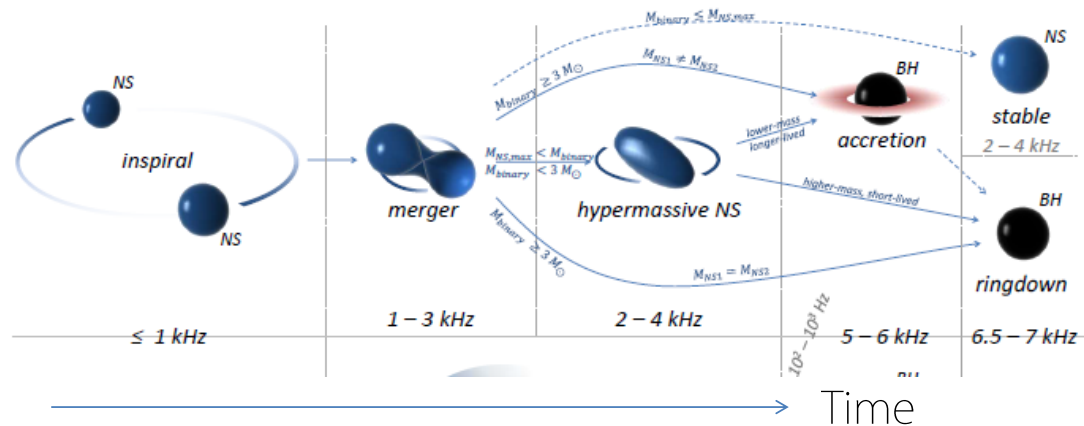 NS
inspiral
NS
merger
M_binary ≤ M_NS,max
M_binary ≥ 3 M☉
M_NS1 ≠ M_NS2
M_NS,max < M_binary
M_binary < 3 M☉
M_binary ≥ 3 M☉
M_NS1 = M_NS2
hypermassive NS
lower-mass
longer-lived
higher-mass, short-lived
BH
accretion
NS
stable
2 – 4 kHz
BH
ringdown
≤ 1 kHz
1 – 3 kHz
2 – 4 kHz
10² – 10³ Hz
5 – 6 kHz
6.5 – 7 kHz
Time